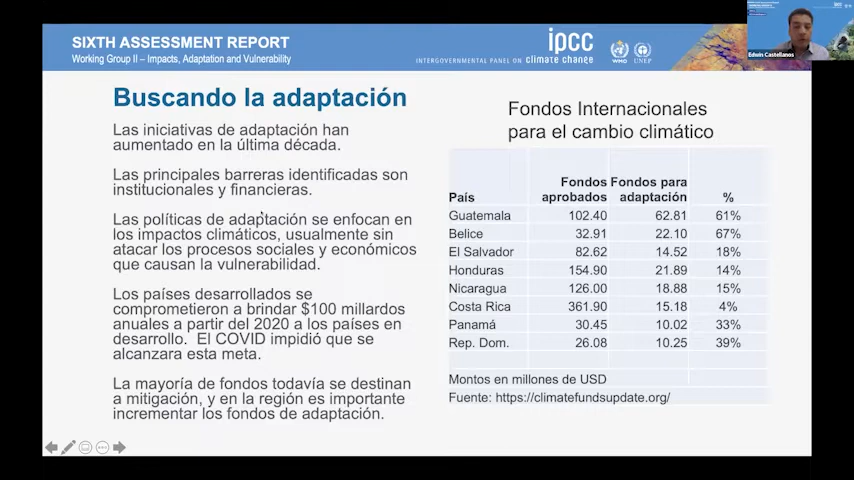 SIXTH ASSESSMENT REPORT
Working Group II – Impacts, Adaptation and Vulnerability
ipcc
INTERGOVERNMENTAL PANEL ON climate change
WMO
UNEP
Edwin Castellanos
Buscando la adaptación
Las iniciativas de adaptación han
aumentado en la última década.
Las principales barreras identificadas son
institucionales y financieras.
Las políticas de adaptación se enfocan en
los impactos climáticos, usualmente sin
atacar los procesos sociales y económicos
que causan la vulnerabilidad.
Los países desarrollados se
comprometieron a brindar $100 millardos
anuales a partir del 2020 a los países en
desarrollo. El COVID impidió que se
alcanzara esta meta.
La mayoría de fondos todavía se destinan
a mitigación, y en la región es importante
incrementar los fondos de adaptación.
Fondos Internacionales
para el cambio climático
País Fondos aprobados Fondos para adaptación %
Guatemala 102.40 62.81 61%
Belice 32.91 22.10 67%
El Salvador 82.62 14.52 18%
Honduras 154.90 21.89 14%
Nicaragua 126.00 18.88 15%
Costa Rica 361.90 15.18 4%
Panamá 30.45 10.02 33%
Rep. Dom. 26.08 10.25 39%
Montos en millones de USD
Fuente: https://climatefundsupdate.org/